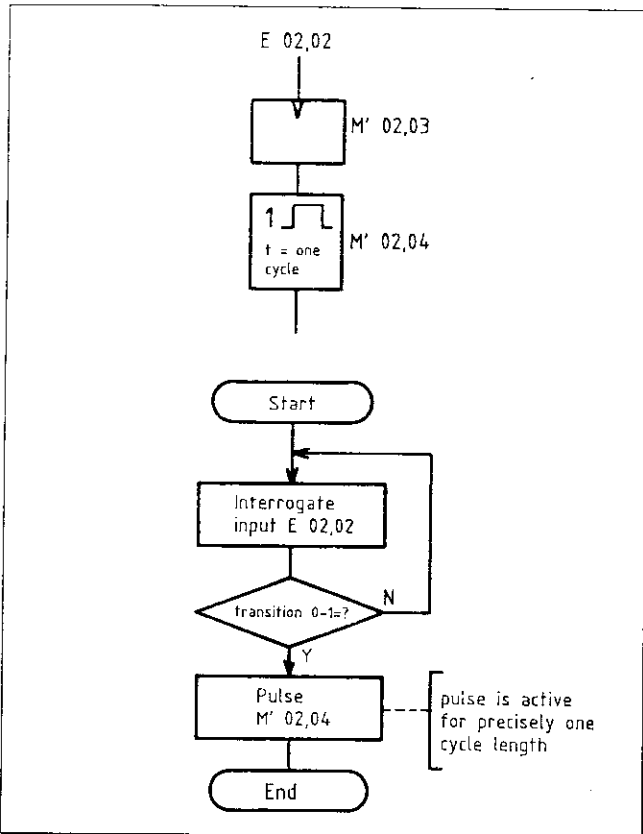 E 02,02
M' 02,03
1
t = one
cycle
M' 02,04
Start
Interrogate
input E 02,02
transition 0-1=?
N
Y
Pulse
M' 02,04
pulse is active
for precisely one
cycle length
End